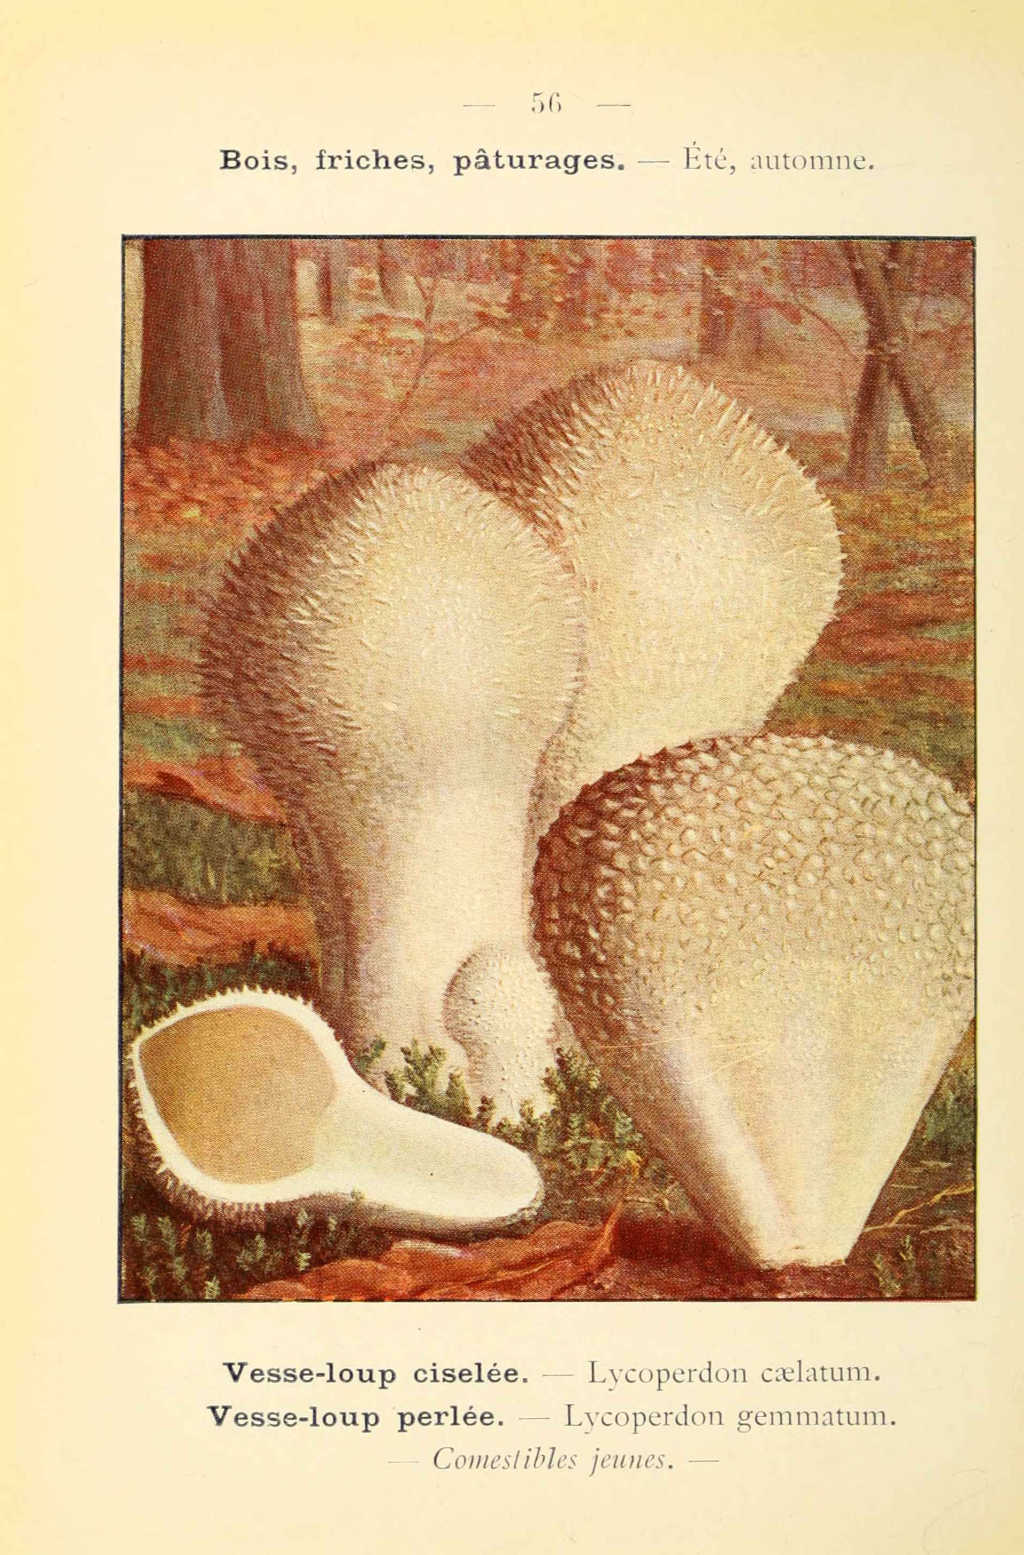 — 56 —
Bois, friches, pâturages. — Été, automne.
Vesse-loup ciselée. — Lycoperdon cælatum.
Vesse-loup perlée. — Lycoperdon gemmatum.
— Comestibles jeunes. —